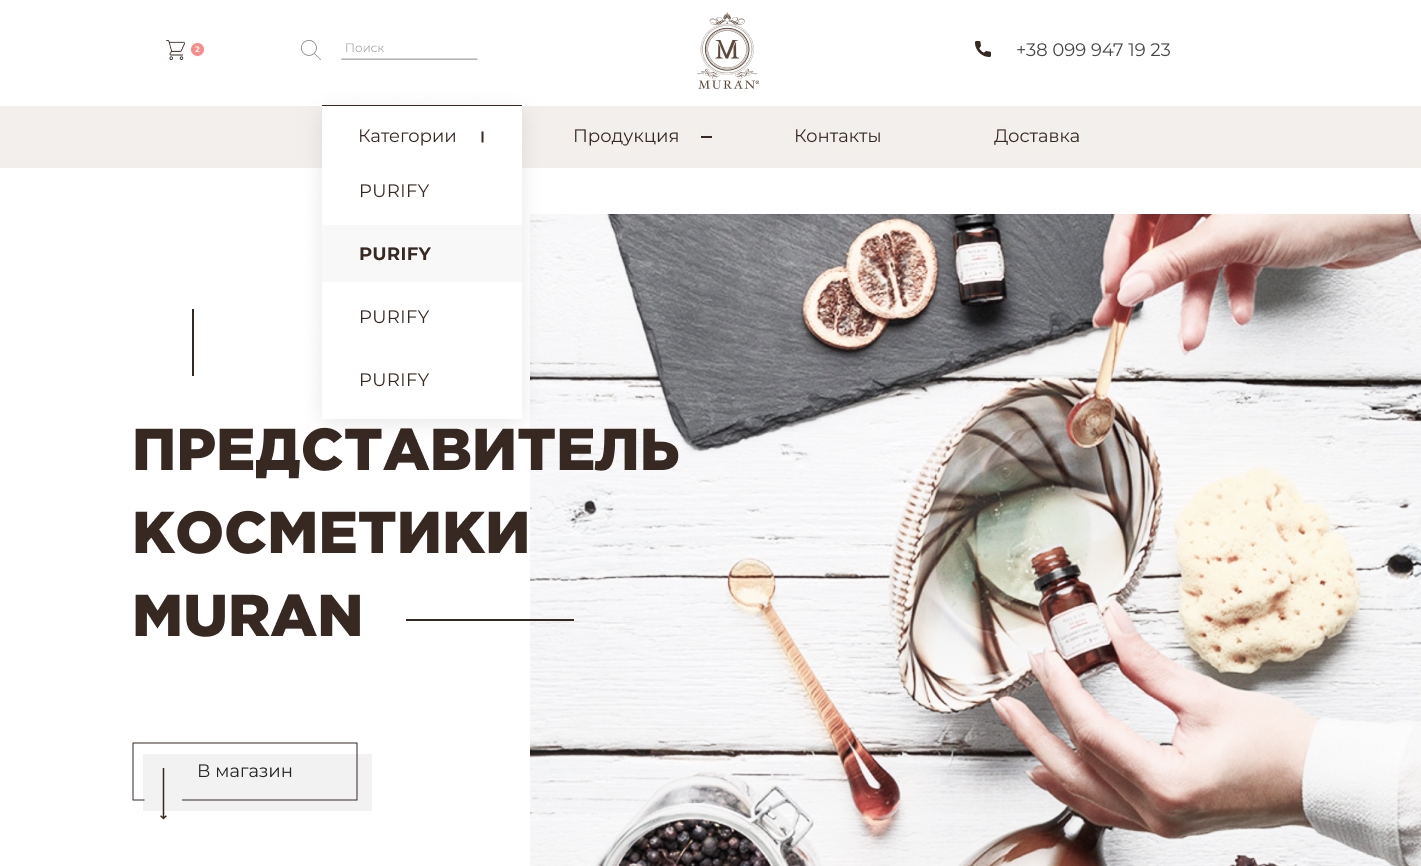 2
Поиск
M
MURÁN®
+38 099 947 19 23
Категории
Продукция
Контакты
Доставка
PURIFY
PURIFY
PURIFY
PURIFY
ПРЕДСТАВИТЕЛЬ
КОСМЕТИКИ
MURAN
В магазин